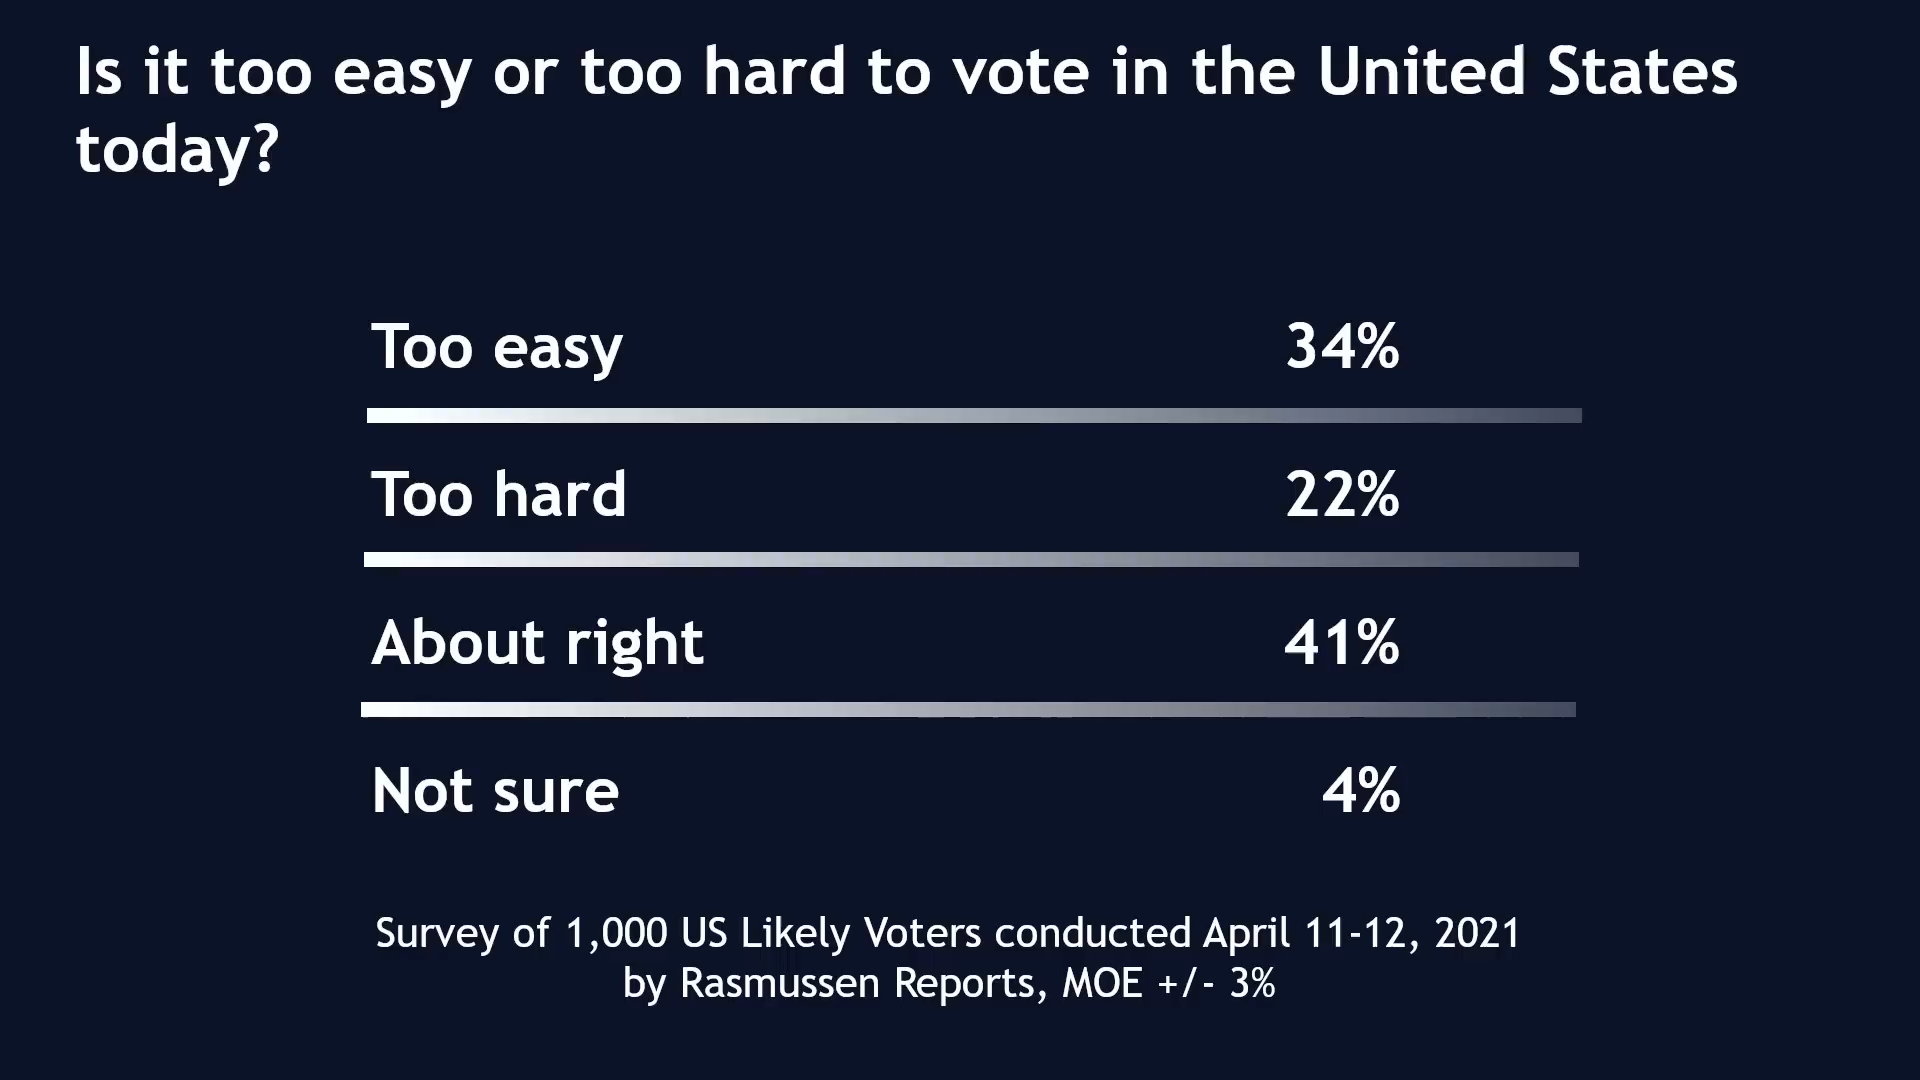 Is it too easy or too hard to vote in the United States
today?
Too easy 34%
Too hard 22%
About right 41%
Not sure 4%
Survey of 1,000 US Likely Voters conducted April 11-12, 2021
by Rasmussen Reports, MOE +/- 3%